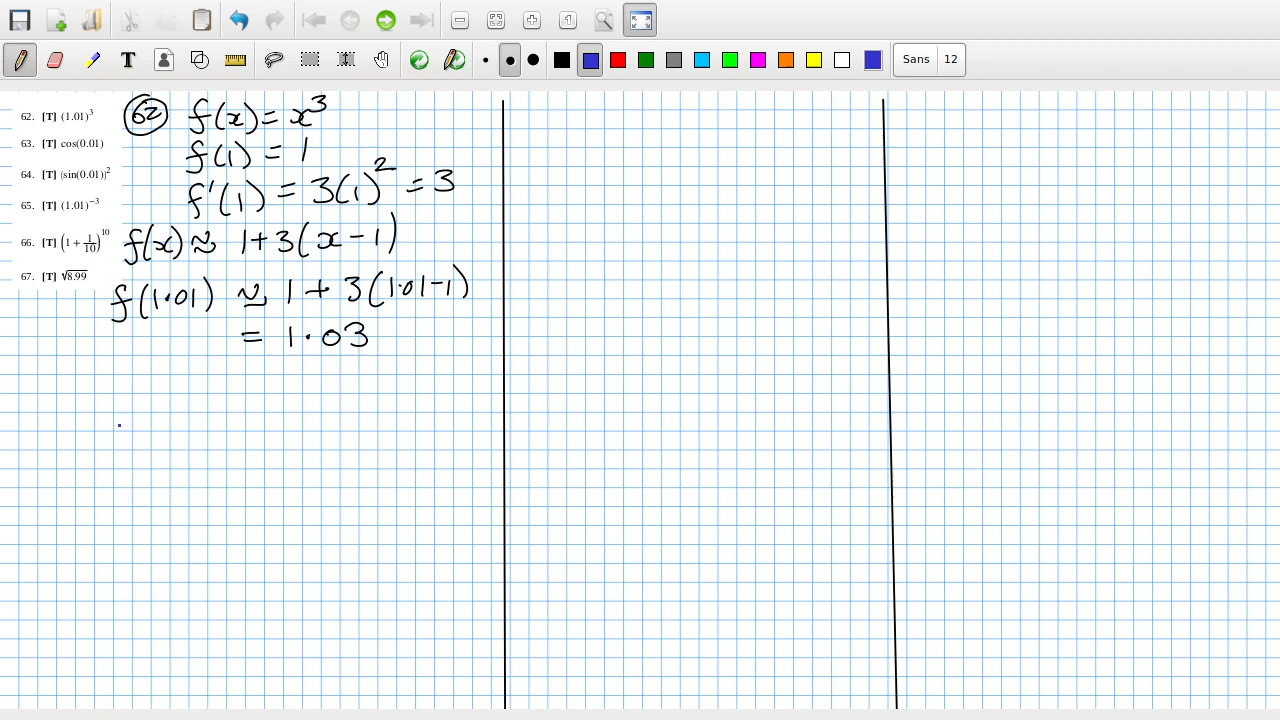 Sans 12
62. [T] (1.01)³
63. [T] cos(0.01)
64. [T] (sin(0.01))²
65. [T] (1.01)⁻³
66. [T] (1 + 1/10)¹⁰
67. [T] √8.99
62 f(x) = x³
f(1) = 1
f'(1) = 3(1)² = 3
f(x) ≈ 1+3(x-1)
f(1·01) ≈ 1 + 3(1·01-1)
= 1·03